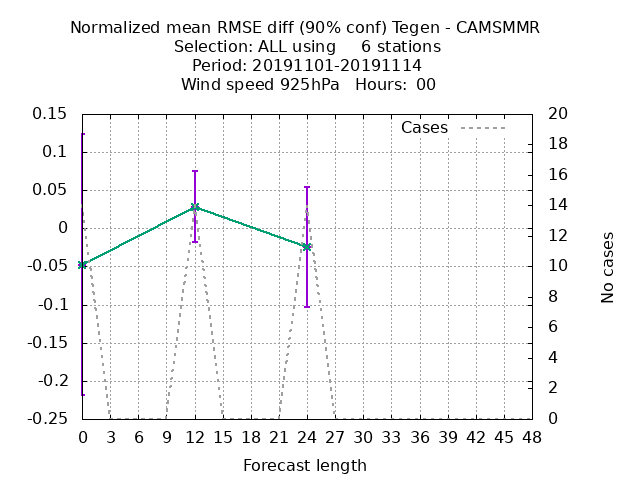 Normalized mean RMSE diff (90% conf) Tegen - CAMSMMR
Selection: ALL using 6 stations
Period: 20191101-20191114
Wind speed 925hPa Hours: 00
Cases
0.15
0.1
0.05
0
-0.05
-0.1
-0.15
-0.2
-0.25
20
18
16
14
12
10
8
6
4
2
0
No cases
0 3 6 9 12 15 18 21 24 27 30 33 36 39 42 45 48
Forecast length